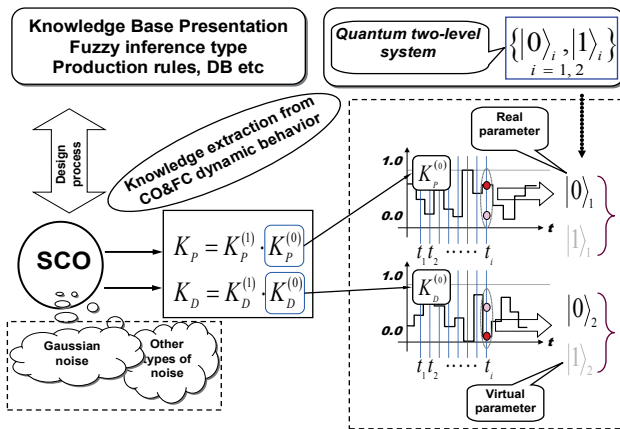 Knowledge Base Presentation
Fuzzy inference type
Production rules, DB etc
Quantum two-level
system
{|0⟩ᵢ, |1⟩ᵢ}
i = 1, 2
Design
process
Knowledge extraction from
CO&FC dynamic behavior
Real
parameter
1.0
K_P^(0)
0.0
t
t₁ t₂ ······ tᵢ
|0⟩₁
|1⟩₁
SCO
K_P = K_P^(1) · K_P^(0)
K_D = K_D^(1) · K_D^(0)
1.0
K_D^(0)
0.0
t
t₁ t₂ ······ tᵢ
|0⟩₂
|1⟩₂
Gaussian
noise
Other
types of
noise
Virtual
parameter